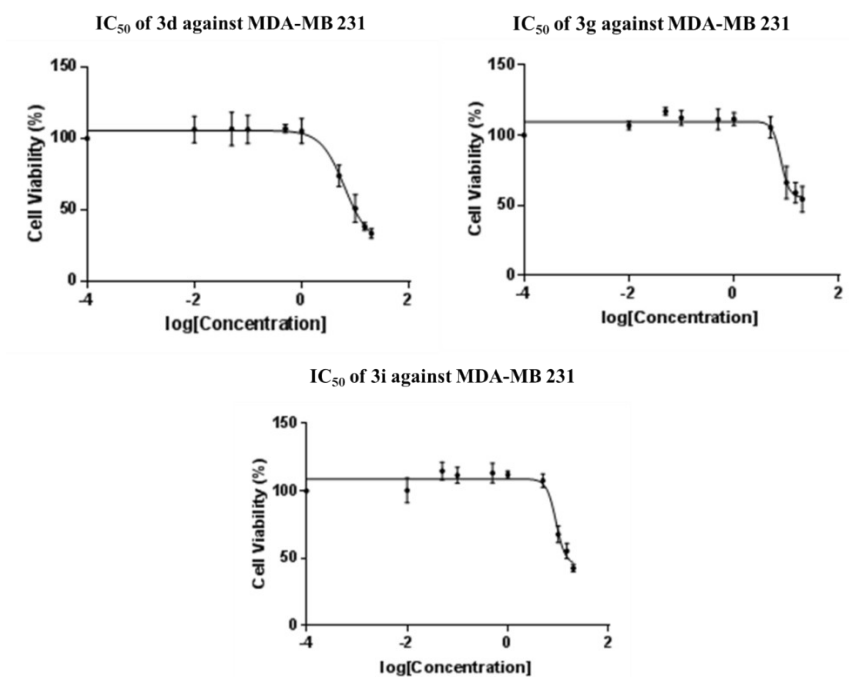 IC50 of 3d against MDA-MB 231
IC50 of 3g against MDA-MB 231
150
100
50
0
Cell Viability (%)
-4
-2
0
2
log[Concentration]
150
100
50
0
Cell Viability (%)
-4
-2
0
2
log[Concentration]
IC50 of 3i against MDA-MB 231
150
100
50
0
Cell Viability (%)
-4
-2
0
2
log[Concentration]